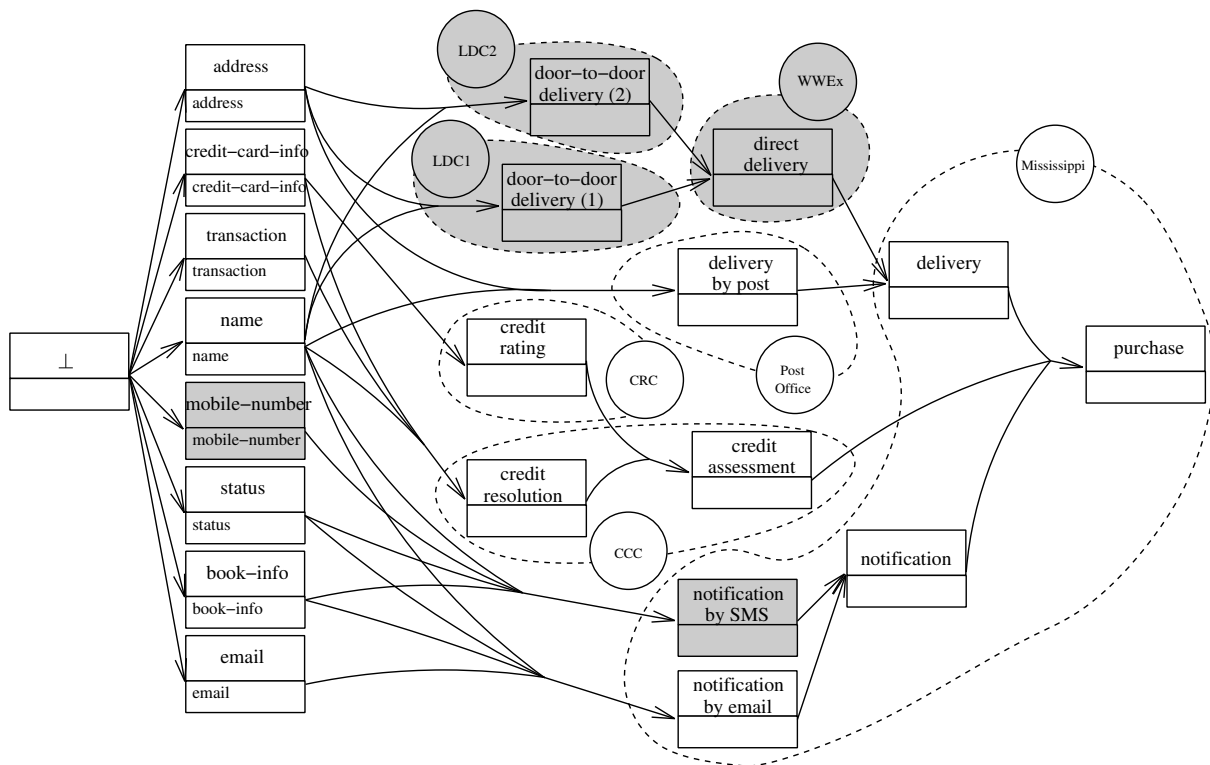 ⊥
address
address
credit−card−info
credit−card−info
transaction
transaction
name
name
mobile−number
mobile−number
status
status
book−info
book−info
email
email
LDC2
door−to−door
delivery (2)
LDC1
door−to−door
delivery (1)
WWEx
direct
delivery
Mississippi
delivery
by post
delivery
credit
rating
CRC
Post
Office
purchase
credit
resolution
credit
assessment
CCC
notification
notification
by SMS
notification
by email